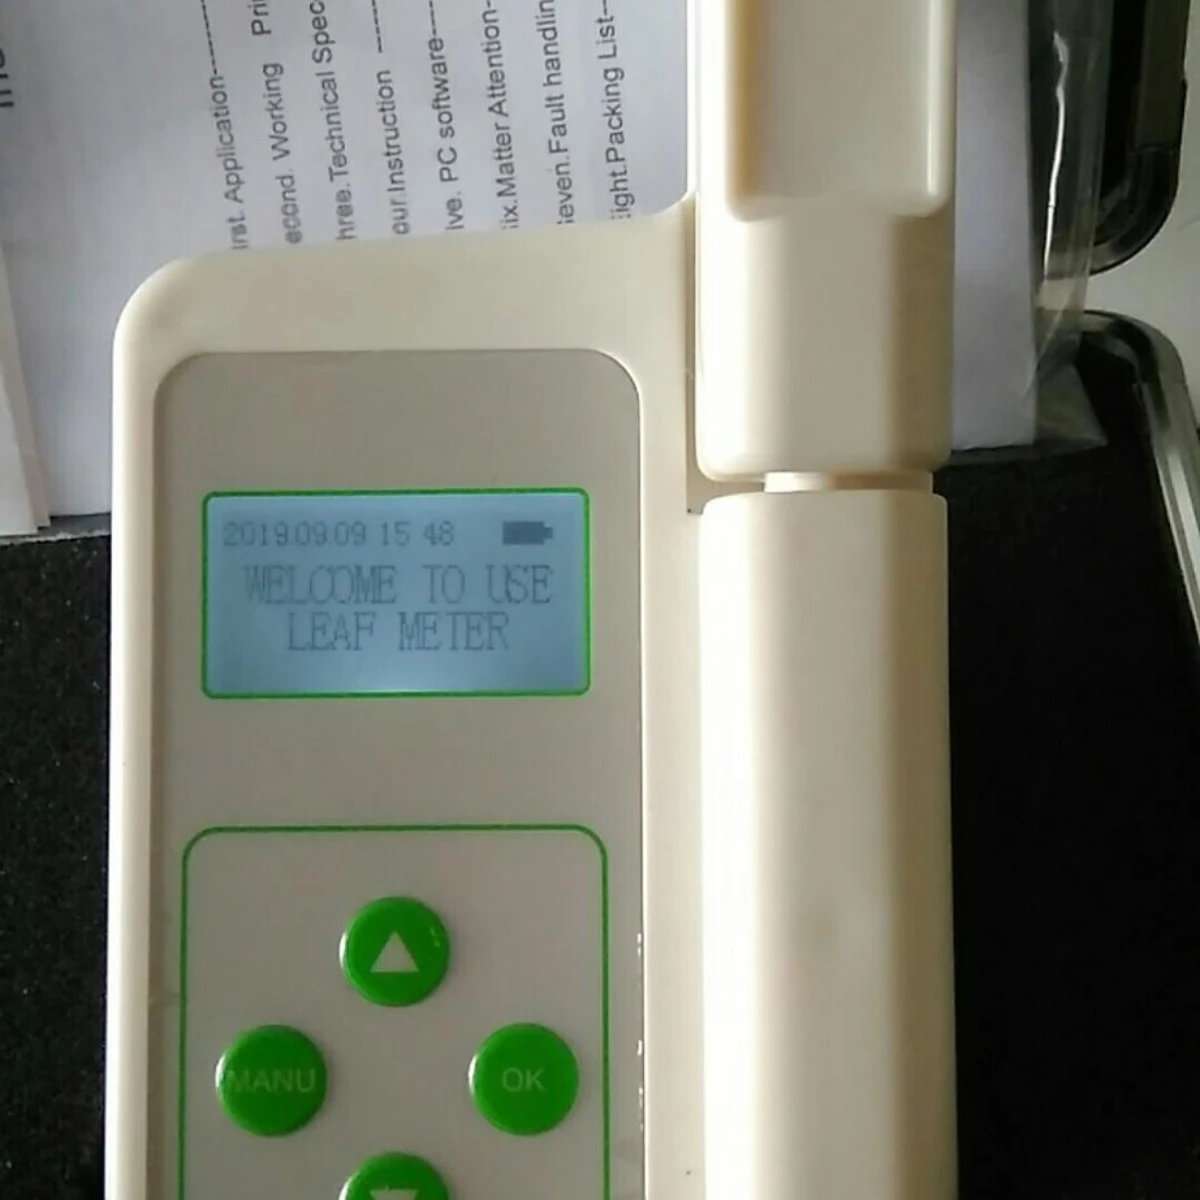 irst. Application
econd. Working Pri
hree.Technical Spec
our.Instruction
ive. PC software
ix.Matter Attention
even.Fault handlin
ight.Packing List
2019.09.09 15 48
WELCOME TO USE
LEAF METER
MANU
OK